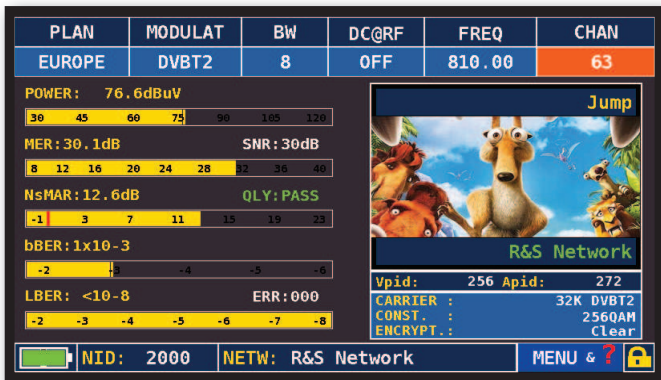 PLAN MODULAT BW DC@RF FREQ CHAN
EUROPE DVBT2 8 OFF 810.00 63
POWER: 76.6dBuV
30 45 60 75 90 105 120
MER:30.1dB SNR:30dB
8 12 16 20 24 28 32 36 40
NsMAR:12.6dB QLY:PASS
-1 3 7 11 15 19 23
bBER:1x10-3
-2 -3 -4 -5 -6
LBER: <10-8 ERR:000
-2 -3 -4 -5 -6 -7 -8
Jump
R&S Network
Vpid: 256 Apid: 272
CARRIER : 32K DVBT2
CONST. : 256QAM
ENCRYPT.: Clear
NID: 2000 NETW: R&S Network MENU & ?